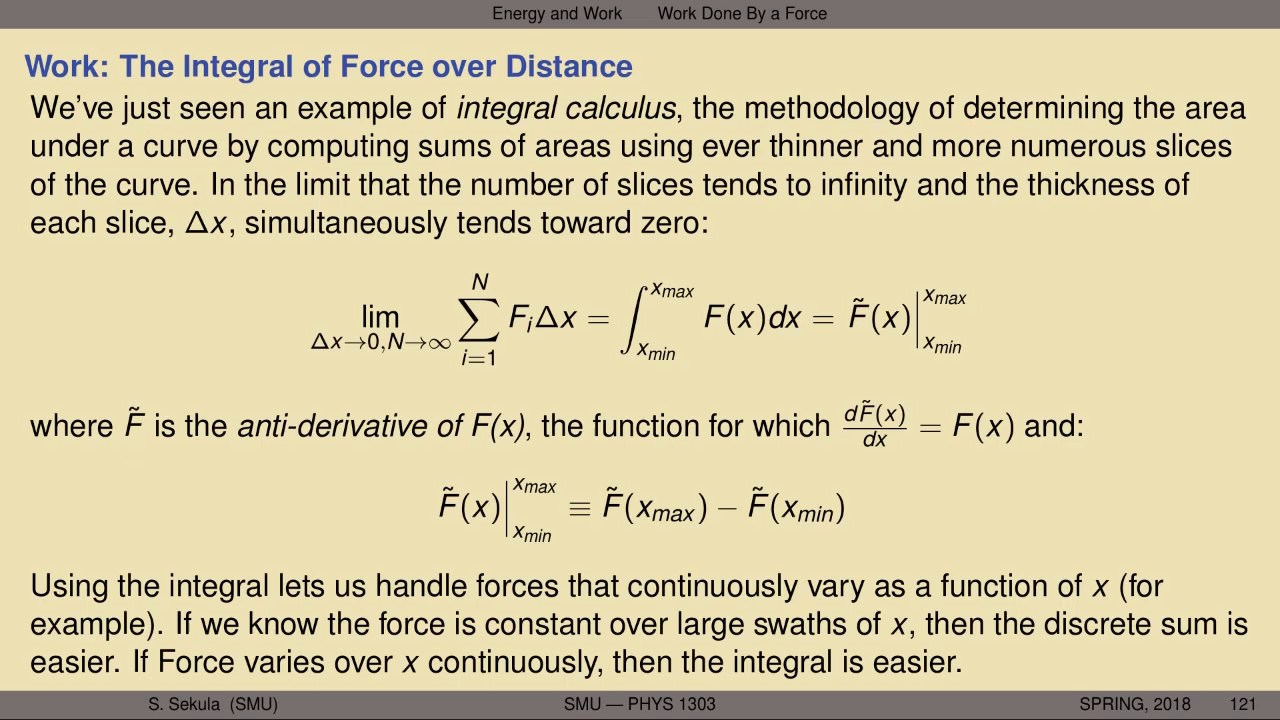 Energy and Work Work Done By a Force
Work: The Integral of Force over Distance
We've just seen an example of integral calculus, the methodology of determining the area
under a curve by computing sums of areas using ever thinner and more numerous slices
of the curve. In the limit that the number of slices tends to infinity and the thickness of
each slice, Δx, simultaneously tends toward zero:
lim_{Δx→0,N→∞} ∑_{i=1}^{N} F_i Δx = ∫_{x_min}^{x_max} F(x)dx = F̃(x)|_{x_min}^{x_max}
where F̃ is the anti-derivative of F(x), the function for which dF̃(x)/dx = F(x) and:
F̃(x)|_{x_min}^{x_max} ≡ F̃(x_max) − F̃(x_min)
Using the integral lets us handle forces that continuously vary as a function of x (for
example). If we know the force is constant over large swaths of x, then the discrete sum is
easier. If Force varies over x continuously, then the integral is easier.
S. Sekula (SMU) SMU — PHYS 1303 SPRING, 2018 121